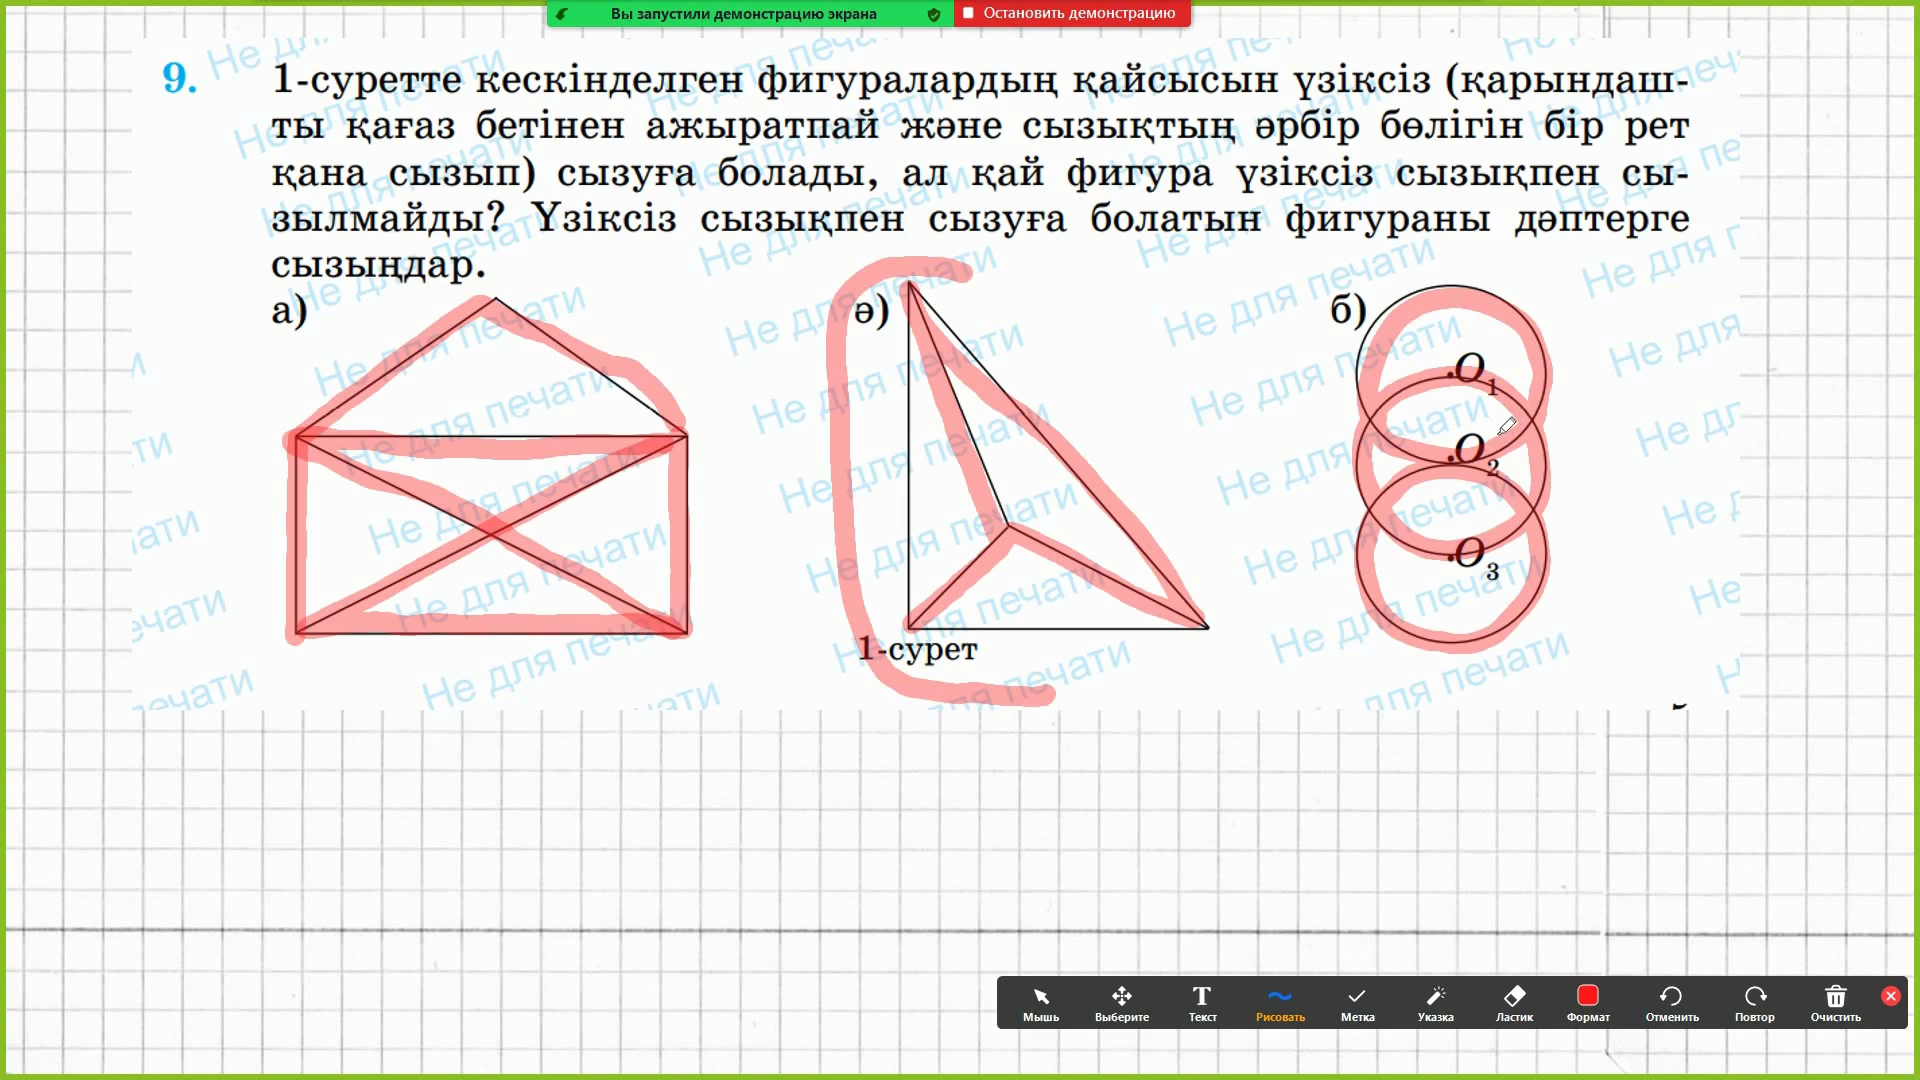 Вы запустили демонстрацию экрана
Остановить демонстрацию
9. 1-суретте кескінделген фигуралардың қайсысын үзіксіз (қарындаш-
ты қағаз бетінен ажыратпай және сызықтың әрбір бөлігін бір рет
қана сызып) сызуға болады, ал қай фигура үзіксіз сызықпен сы-
зылмайды? Үзіксіз сызықпен сызуға болатын фигураны дәптерге
сызыңдар.
а) ә) б)
O1
O2
O3
1-сурет
Не для печати
Мышь Выберите Текст Рисовать Метка Указка Ластик Формат Отменить Повтор Очистить